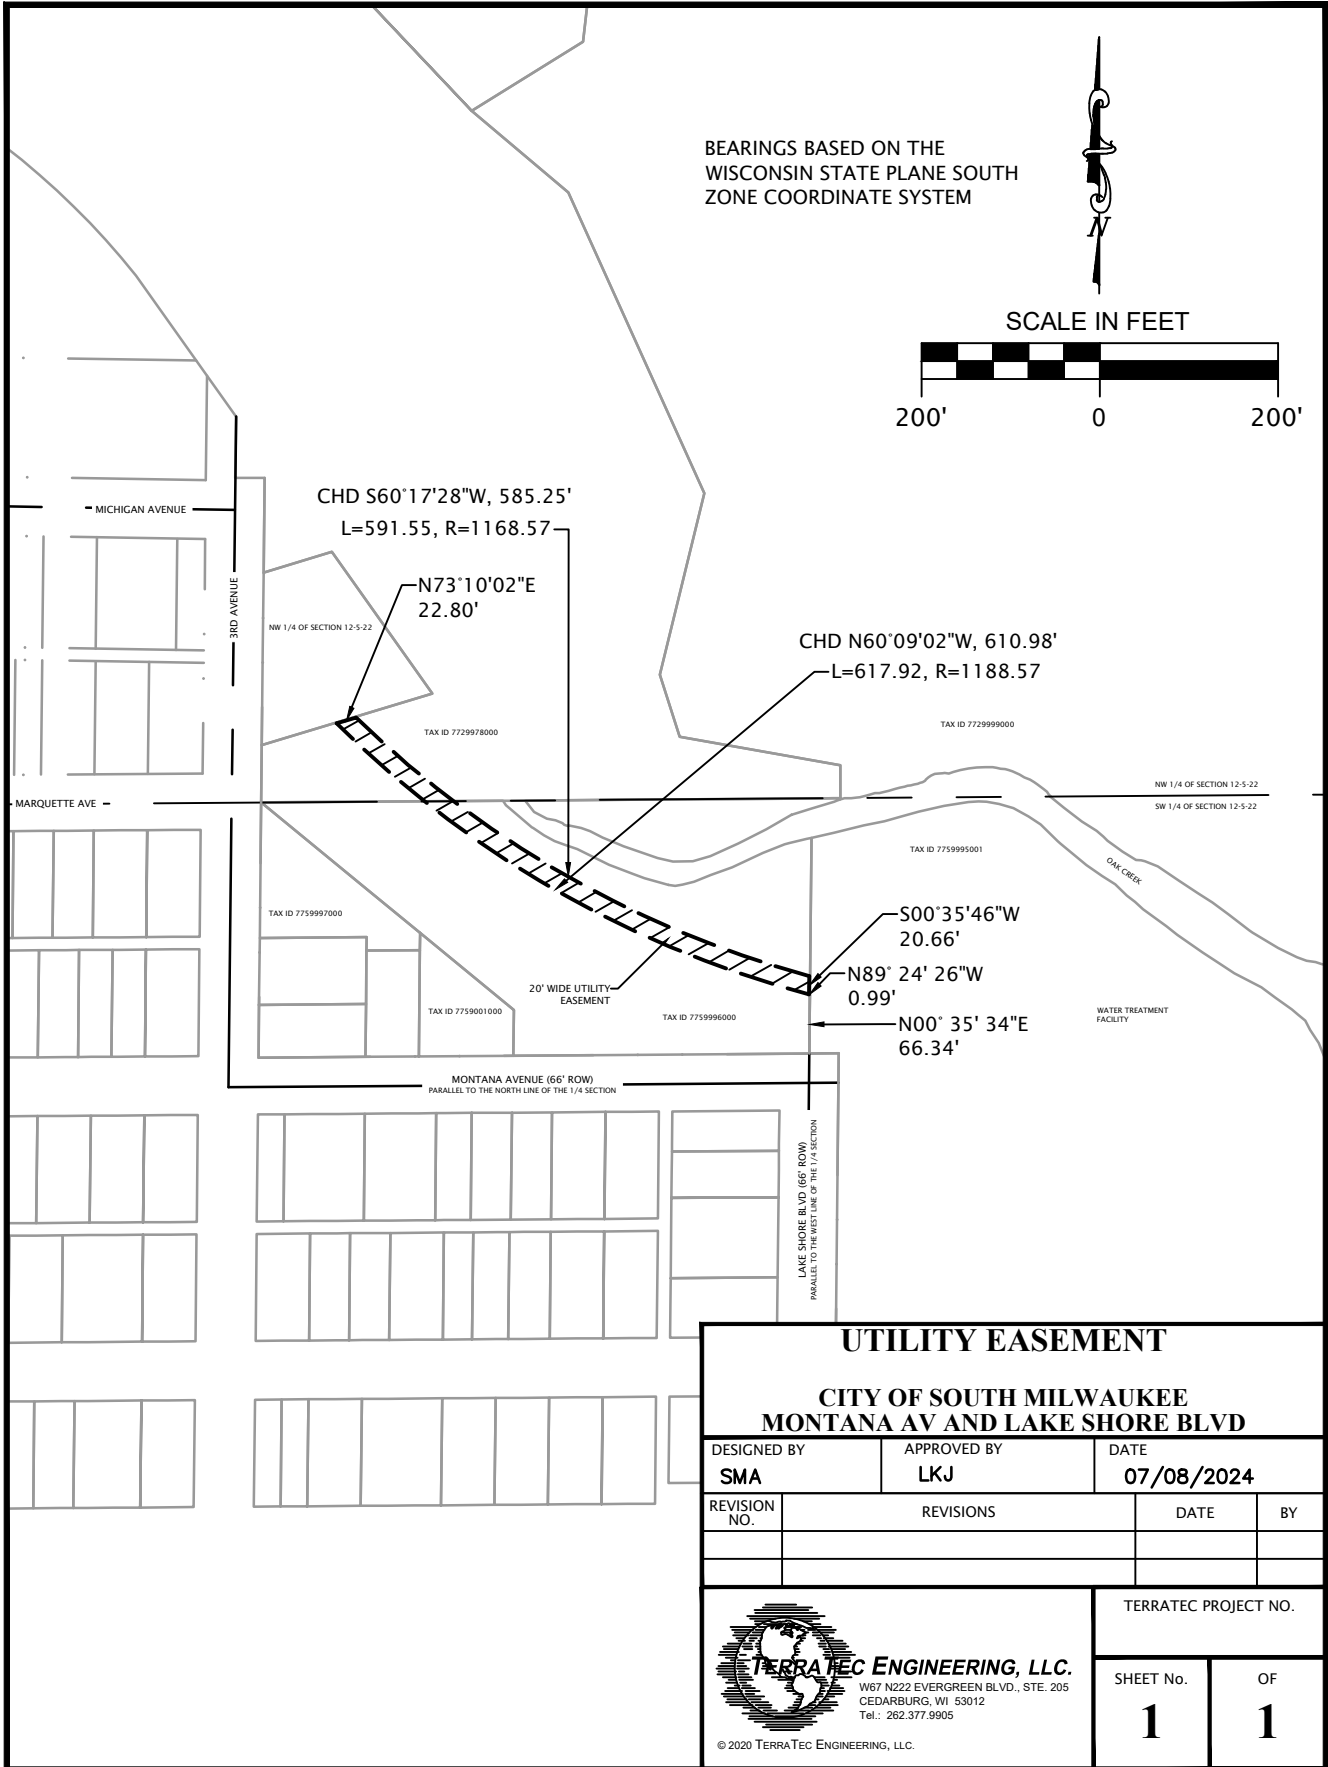 BEARINGS BASED ON THE
WISCONSIN STATE PLANE SOUTH
ZONE COORDINATE SYSTEM
N
SCALE IN FEET
200'
0
200'
CHD S60°17'28"W, 585.25'
L=591.55, R=1168.57
MICHIGAN AVENUE
N73°10'02"E
22.80'
3RD AVENUE
NW 1/4 OF SECTION 12-5-22
CHD N60°09'02"W, 610.98'
L=617.92, R=1188.57
TAX ID 7729978000
TAX ID 7729999000
NW 1/4 OF SECTION 12-5-22
MARQUETTE AVE
SW 1/4 OF SECTION 12-5-22
TAX ID 7759995001
OAK CREEK
TAX ID 7759997000
S00°35'46"W
20.66'
N89° 24' 26"W
0.99'
20' WIDE UTILITY
EASEMENT
TAX ID 7759001000
TAX ID 7759996000
WATER TREATMENT
FACILITY
N00° 35' 34"E
66.34'
MONTANA AVENUE (66' ROW)
PARALLEL TO THE NORTH LINE OF THE 1/4 SECTION
LAKE SHORE BLVD (66' ROW)
PARALLEL TO THE WEST LINE OF THE 1/4 SECTION
UTILITY EASEMENT
CITY OF SOUTH MILWAUKEE
MONTANA AV AND LAKE SHORE BLVD
DESIGNED BY
SMA
APPROVED BY
LKJ
DATE
07/08/2024
REVISION
NO.
REVISIONS
DATE
BY
TERRATEC ENGINEERING, LLC.
W67 N222 EVERGREEN BLVD., STE. 205
CEDARBURG, WI 53012
Tel.: 262.377.9905
© 2020 TERRATEC ENGINEERING, LLC.
TERRATEC PROJECT NO.
SHEET No.
1
OF
1